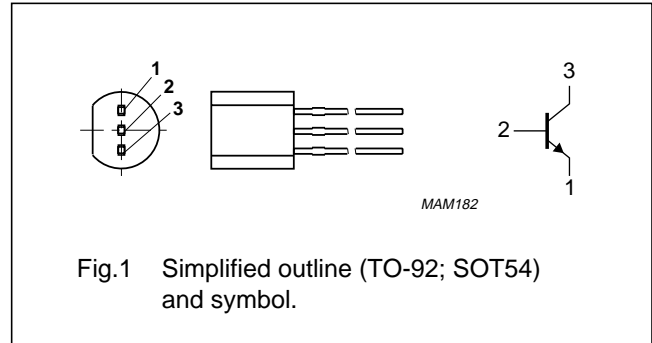 1
2
3
3
2
1
MAM182
Fig.1 Simplified outline (TO-92; SOT54)
and symbol.